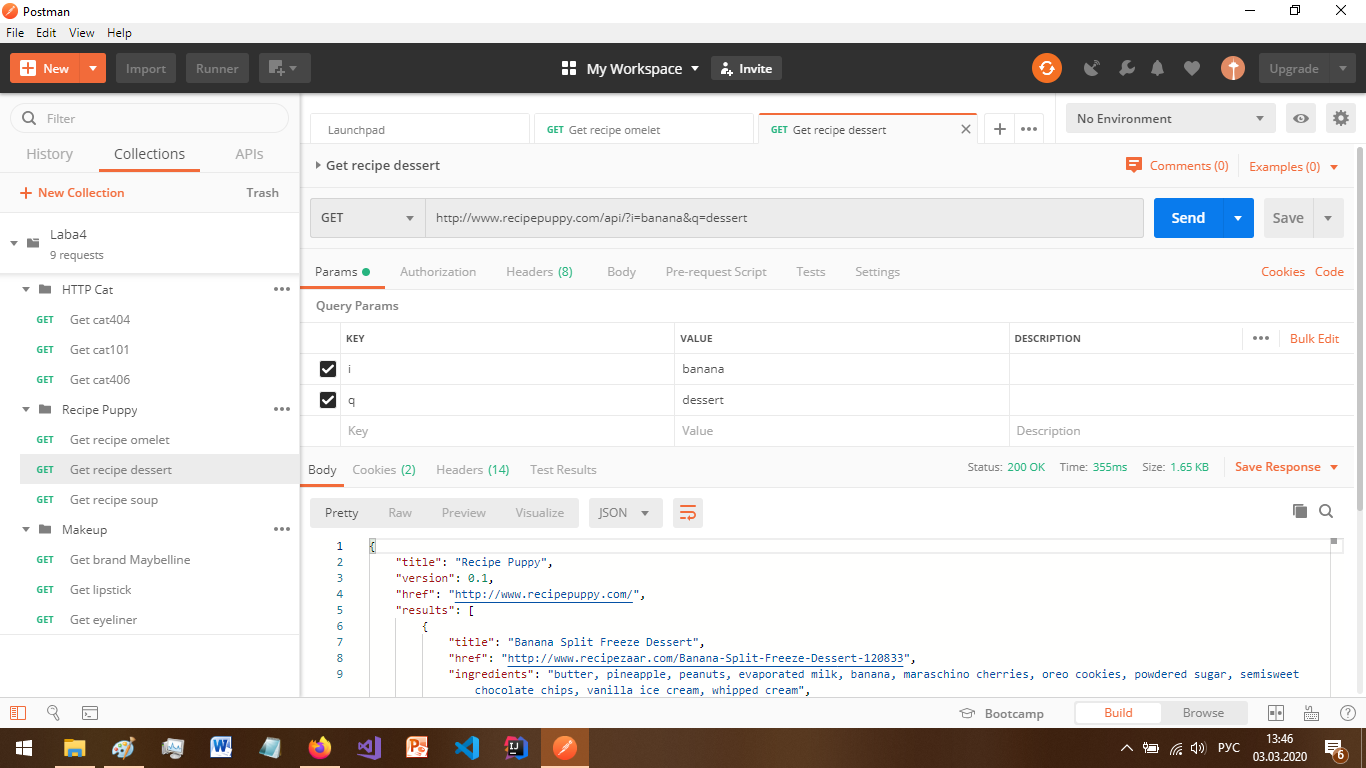 Postman
File Edit View Help
New Import Runner My Workspace Invite Upgrade
Filter
History Collections APIs
New Collection Trash
Laba4
9 requests
HTTP Cat
GET Get cat404
GET Get cat101
GET Get cat406
Recipe Puppy
GET Get recipe omelet
GET Get recipe dessert
GET Get recipe soup
Makeup
GET Get brand Maybelline
GET Get lipstick
GET Get eyeliner
Launchpad GET Get recipe omelet GET Get recipe dessert No Environment
Get recipe dessert Comments (0) Examples (0)
GET http://www.recipepuppy.com/api/?i=banana&q=dessert Send Save
Params Authorization Headers (8) Body Pre-request Script Tests Settings Cookies Code
Query Params
KEY VALUE DESCRIPTION Bulk Edit
i banana
q dessert
Key Value Description
Body Cookies (2) Headers (14) Test Results Status: 200 OK Time: 355ms Size: 1.65 KB Save Response
Pretty Raw Preview Visualize JSON
1 {
2 "title": "Recipe Puppy",
3 "version": 0.1,
4 "href": "http://www.recipepuppy.com/",
5 "results": [
6 {
7 "title": "Banana Split Freeze Dessert",
8 "href": "http://www.recipezaar.com/Banana-Split-Freeze-Dessert-120833",
9 "ingredients": "butter, pineapple, peanuts, evaporated milk, banana, maraschino cherries, oreo cookies, powdered sugar, semisweet
chocolate chips, vanilla ice cream, whipped cream",
Bootcamp Build Browse
РУС 13:46
03.03.2020 6